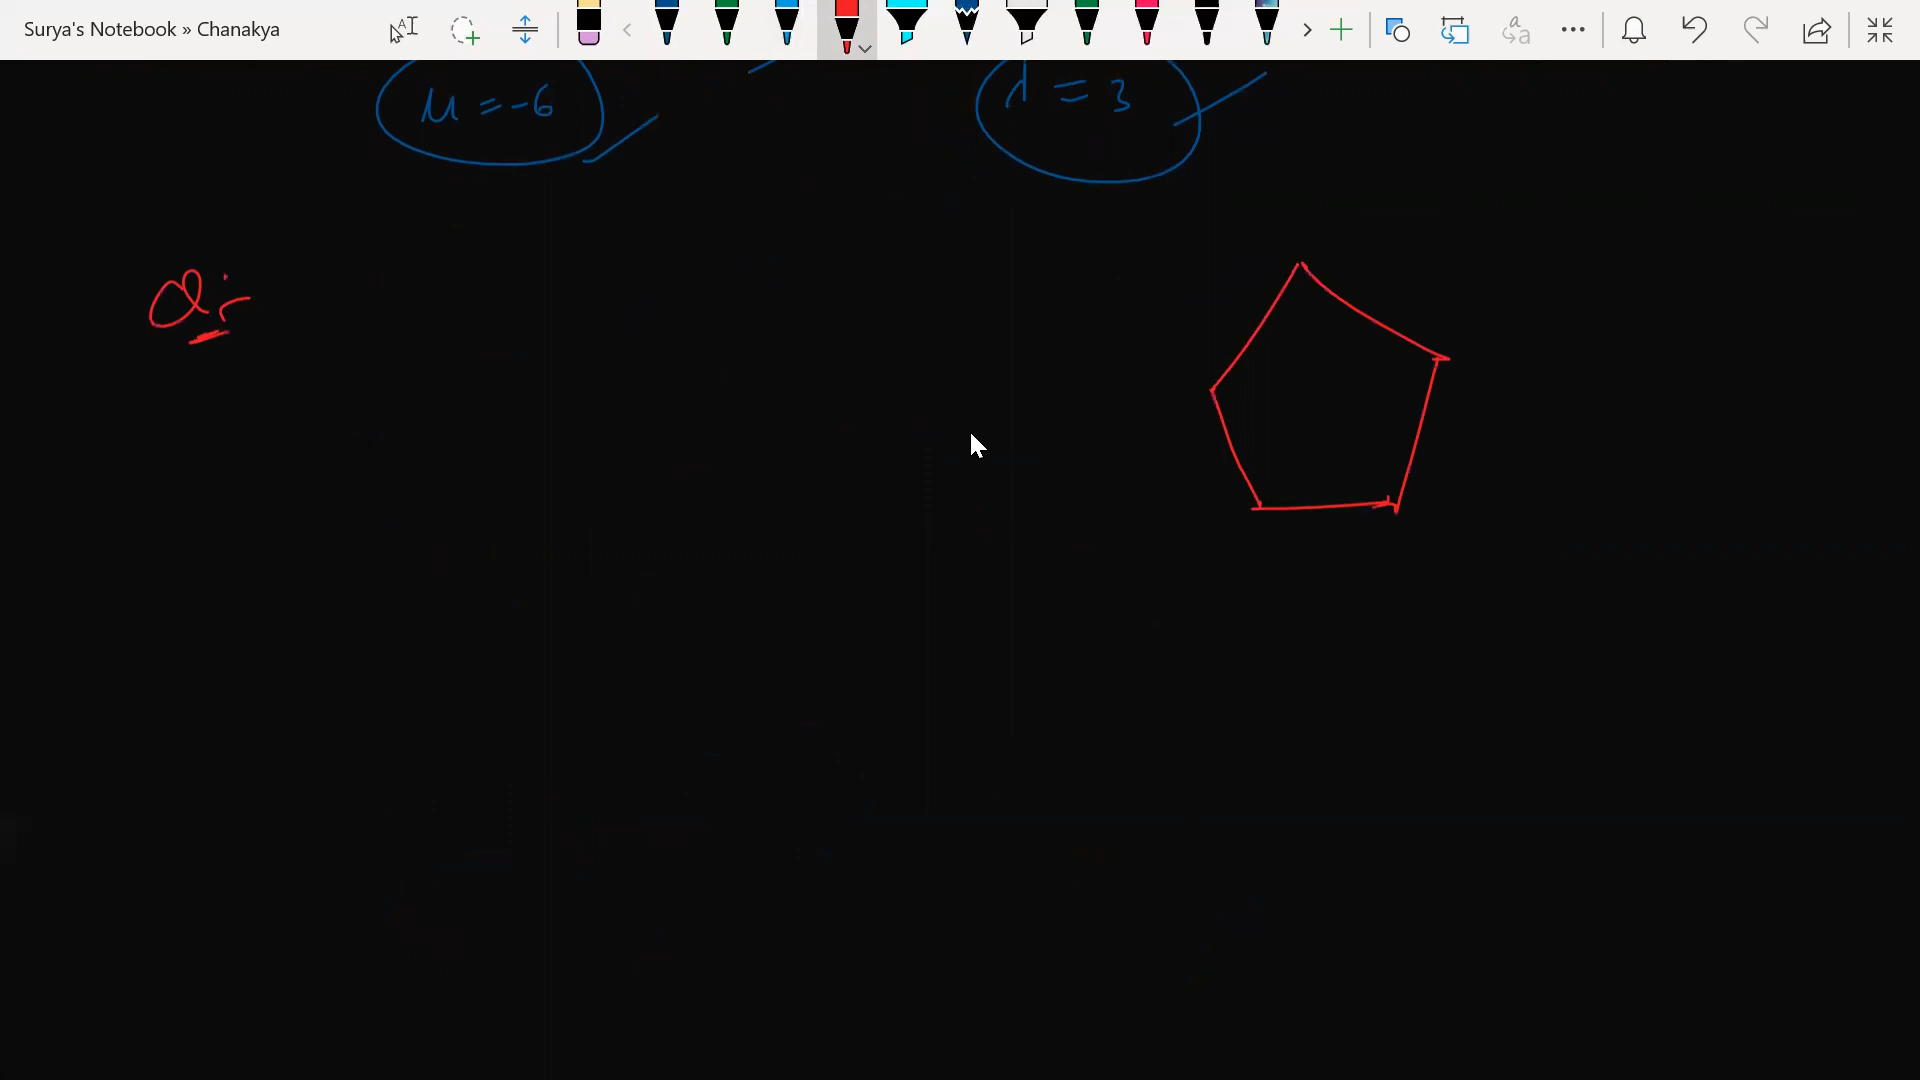 Surya's Notebook » Chanakya
μ = -6
λ = 3
Q:-